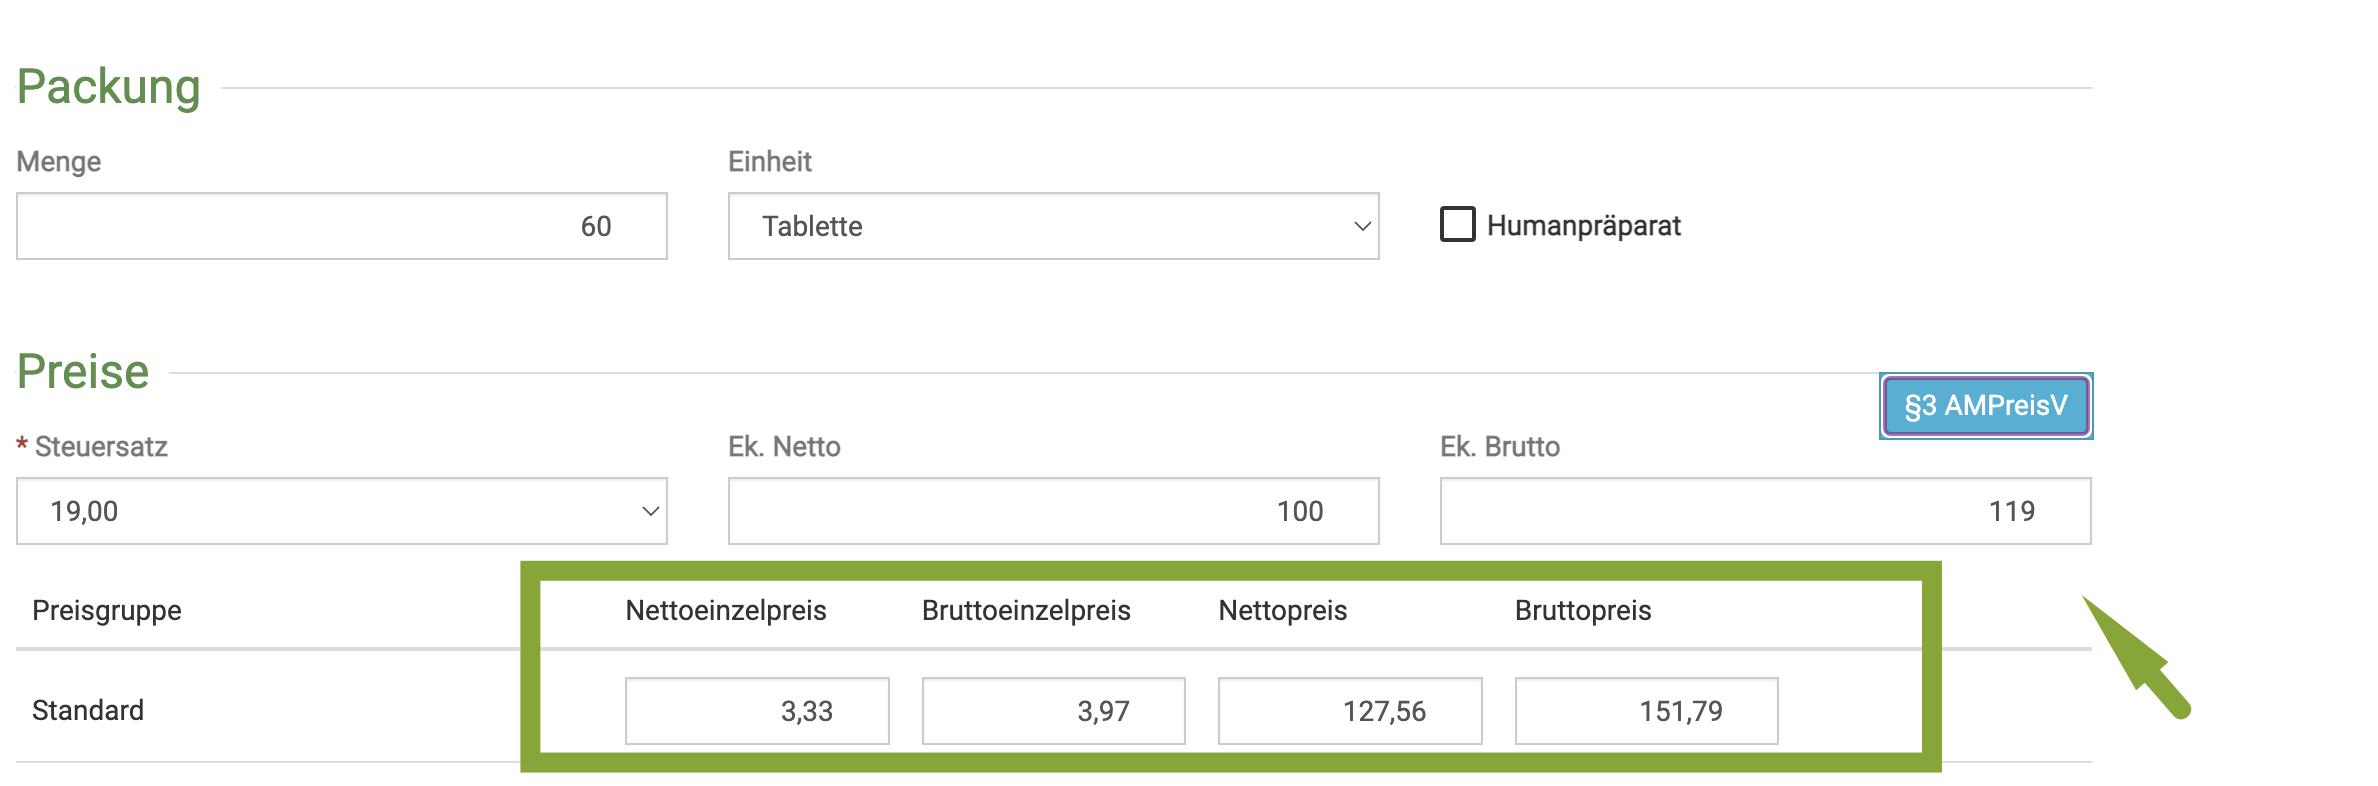 Packung
Menge
Einheit
60
Tablette
Humanpräparat
Preise
§3 AMPreisV
* Steuersatz
Ek. Netto
Ek. Brutto
19,00
100
119
Preisgruppe
Nettoeinzelpreis
Bruttoeinzelpreis
Nettopreis
Bruttopreis
Standard
3,33
3,97
127,56
151,79